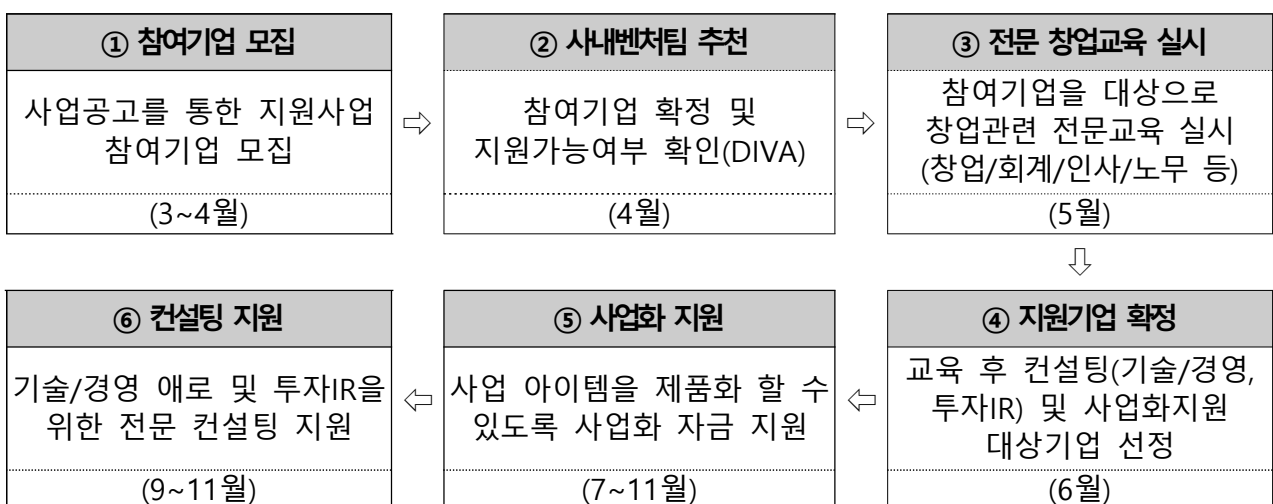 ① 참여기업 모집
사업공고를 통한 지원사업
참여기업 모집
(3~4월)
⇨
② 사내벤처팀 추천
참여기업 확정 및
지원가능여부 확인(DIVA)
(4월)
⇨
③ 전문 창업교육 실시
참여기업을 대상으로
창업관련 전문교육 실시
(창업/회계/인사/노무 등)
(5월)
⇩
④ 지원기업 확정
교육 후 컨설팅(기술/경영,
투자IR) 및 사업화지원
대상기업 선정
(6월)
⇦
⑤ 사업화 지원
사업 아이템을 제품화 할 수
있도록 사업화 자금 지원
(7~11월)
⇦
⑥ 컨설팅 지원
기술/경영 애로 및 투자IR을
위한 전문 컨설팅 지원
(9~11월)